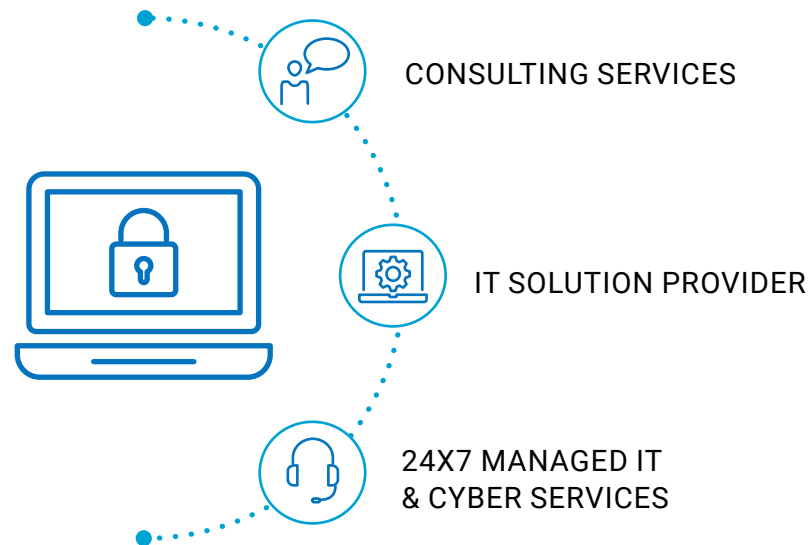 CONSULTING SERVICES
IT SOLUTION PROVIDER
24X7 MANAGED IT
& CYBER SERVICES